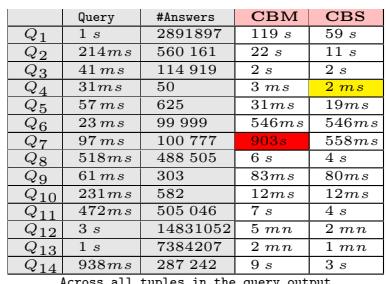 Query #Answers CBM CBS
Q1 1 s 2891897 119 s 59 s
Q2 214ms 560 161 22 s 11 s
Q3 41 ms 114 919 2 s 2 s
Q4 31ms 50 3 ms 2 ms
Q5 57 ms 625 31ms 19ms
Q6 23 ms 99 999 546ms 546ms
Q7 97 ms 100 777 903s 558ms
Q8 518ms 488 505 6 s 4 s
Q9 61 ms 303 83ms 80ms
Q10 231ms 582 12ms 12ms
Q11 472ms 505 046 7 s 4 s
Q12 3 s 14831052 5 mn 2 mn
Q13 1 s 7384207 2 mn 1 mn
Q14 938ms 287 242 9 s 3 s
Across all tuples in the query output